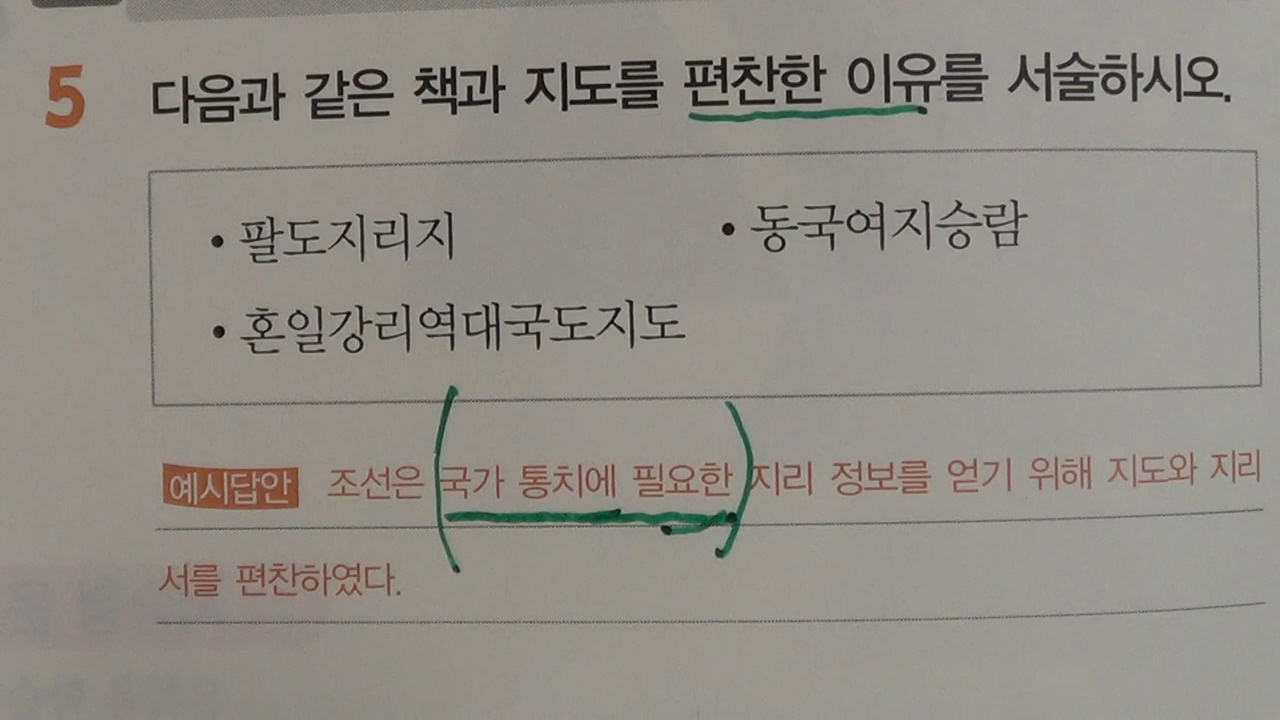 5 다음과 같은 책과 지도를 편찬한 이유를 서술하시오.
• 팔도지리지 • 동국여지승람
• 혼일강리역대국도지도
예시답안 조선은 국가 통치에 필요한 지리 정보를 얻기 위해 지도와 지리
서를 편찬하였다.